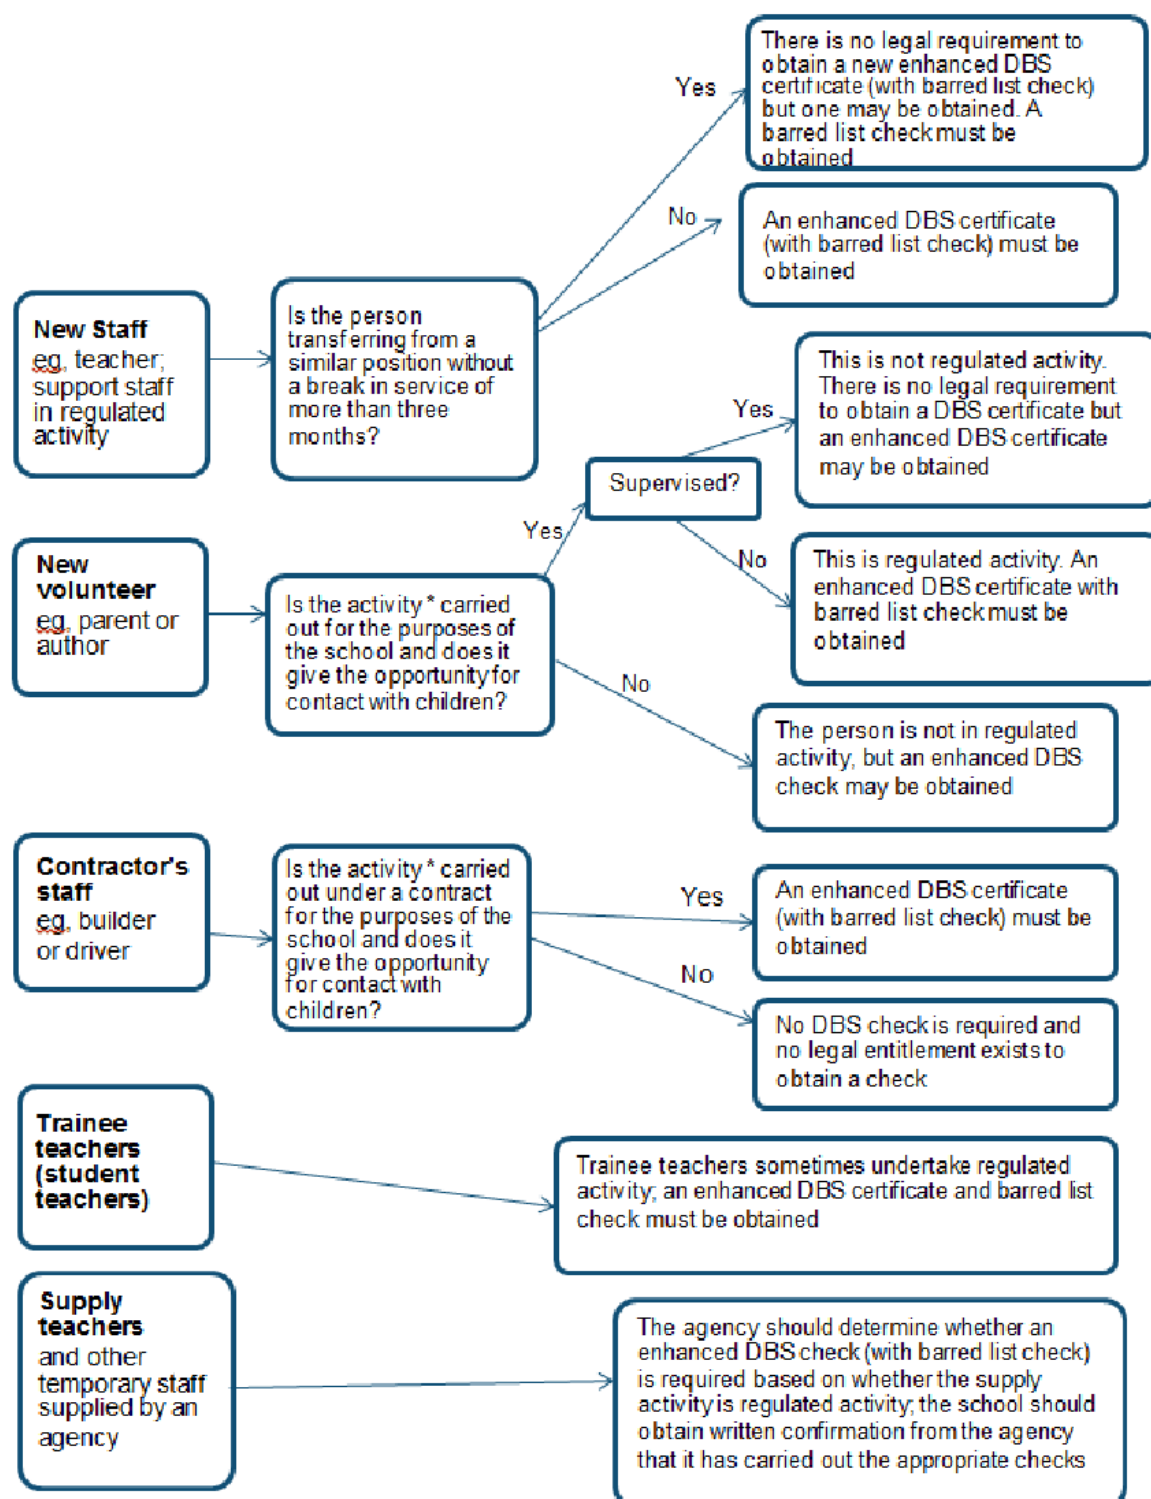 There is no legal requirement to
obtain a new enhanced DBS
certificate (with barred list check)
but one may be obtained. A
barred list check must be
obtained
Yes
No
An enhanced DBS certificate
(with barred list check) must be
obtained
New Staff
eg, teacher;
support staff
in regulated
activity
Is the person
transferring from a
similar position without
a break in service of
more than three
months?
This is not regulated activity.
There is no legal requirement
to obtain a DBS certificate but
an enhanced DBS certificate
may be obtained
Yes
Supervised?
Yes
No
This is regulated activity. An
enhanced DBS certificate with
barred list check must be
obtained
New
volunteer
eg, parent or
author
Is the activity * carried
out for the purposes of
the school and does it
give the opportunity for
contact with children?
No
The person is not in regulated
activity, but an enhanced DBS
check may be obtained
Contractor's
staff
eg, builder
or driver
Is the activity * carried
out under a contract
for the purposes of the
school and does it
give the opportunity
for contact with
children?
Yes
An enhanced DBS certificate
(with barred list check) must be
obtained
No
No DBS check is required and
no legal entitlement exists to
obtain a check
Trainee
teachers
(student
teachers)
Trainee teachers sometimes undertake regulated
activity; an enhanced DBS certificate and barred list
check must be obtained
Supply
teachers
and other
temporary staff
supplied by an
agency
The agency should determine whether an
enhanced DBS check (with barred list check)
is required based on whether the supply
activity is regulated activity; the school should
obtain written confirmation from the agency
that it has carried out the appropriate checks